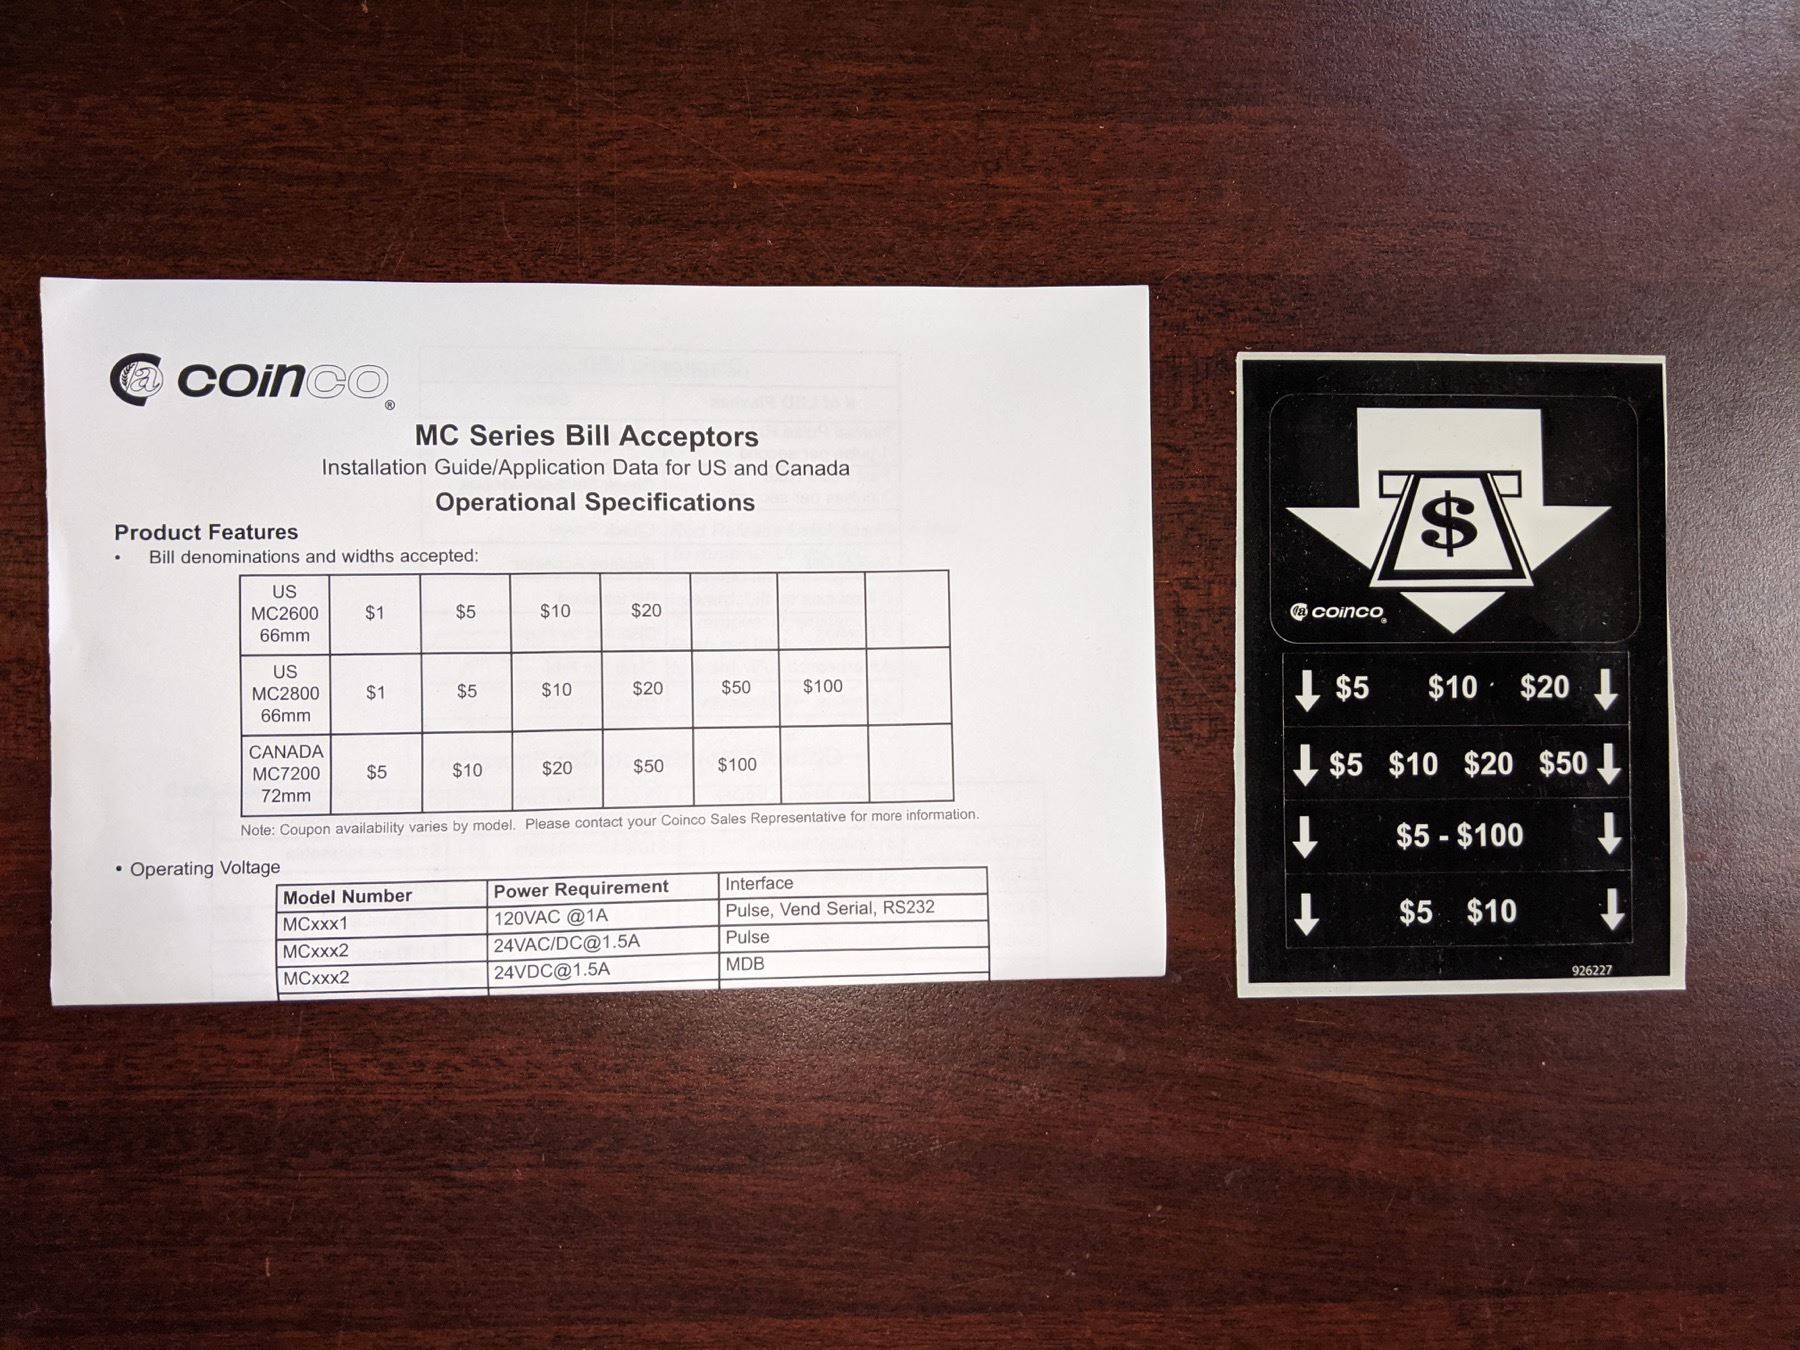 coinco®
MC Series Bill Acceptors
Installation Guide/Application Data for US and Canada
Operational Specifications
Product Features
• Bill denominations and widths accepted:
US
MC2600
66mm
$1 $5 $10 $20
US
MC2800
66mm
$1 $5 $10 $20 $50 $100
CANADA
MC7200
72mm
$5 $10 $20 $50 $100
Note: Coupon availability varies by model. Please contact your Coinco Sales Representative for more information.
• Operating Voltage
Model Number Power Requirement Interface
MCxxx1 120VAC @1A Pulse, Vend Serial, RS232
MCxxx2 24VAC/DC@1.5A Pulse
MCxxx2 24VDC@1.5A MDB
$
coinco®
↓ $5 $10 $20 ↓
↓ $5 $10 $20 $50 ↓
↓ $5 - $100 ↓
↓ $5 $10 ↓
926227